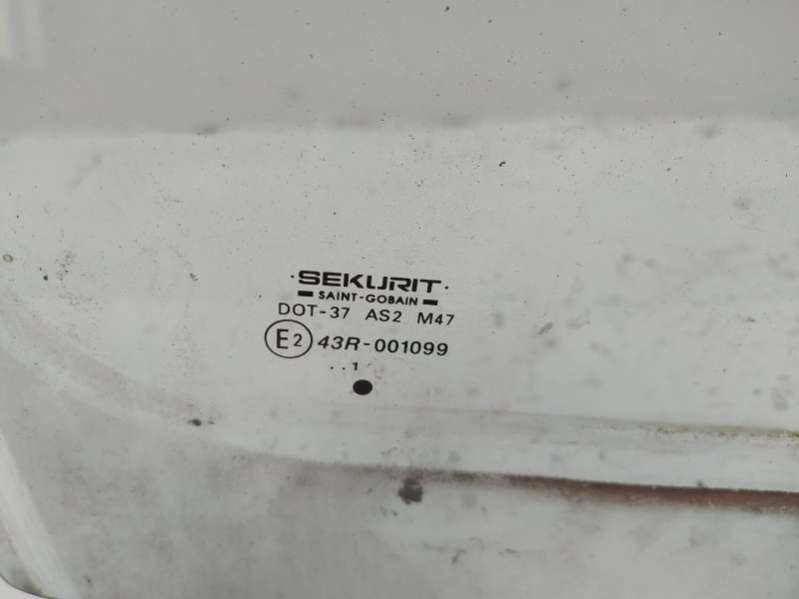 ·SEKURIT·
SAINT-GOBAIN
DOT-37 AS2 M47
E2 43R-001099
..1